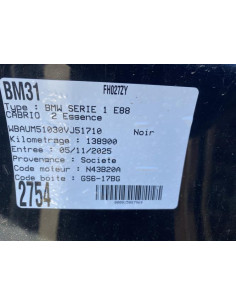 BM31
FH027ZY
Type : BMW SERIE 1 E88
CABRIO 2 Essence
WBAUM51030VJ51710 Noir
Kilometrage : 138900
Entree : 05/11/2025
Provenance : Societe
Code moteur : N43B20A
Code boite : GS6-17BG
2754